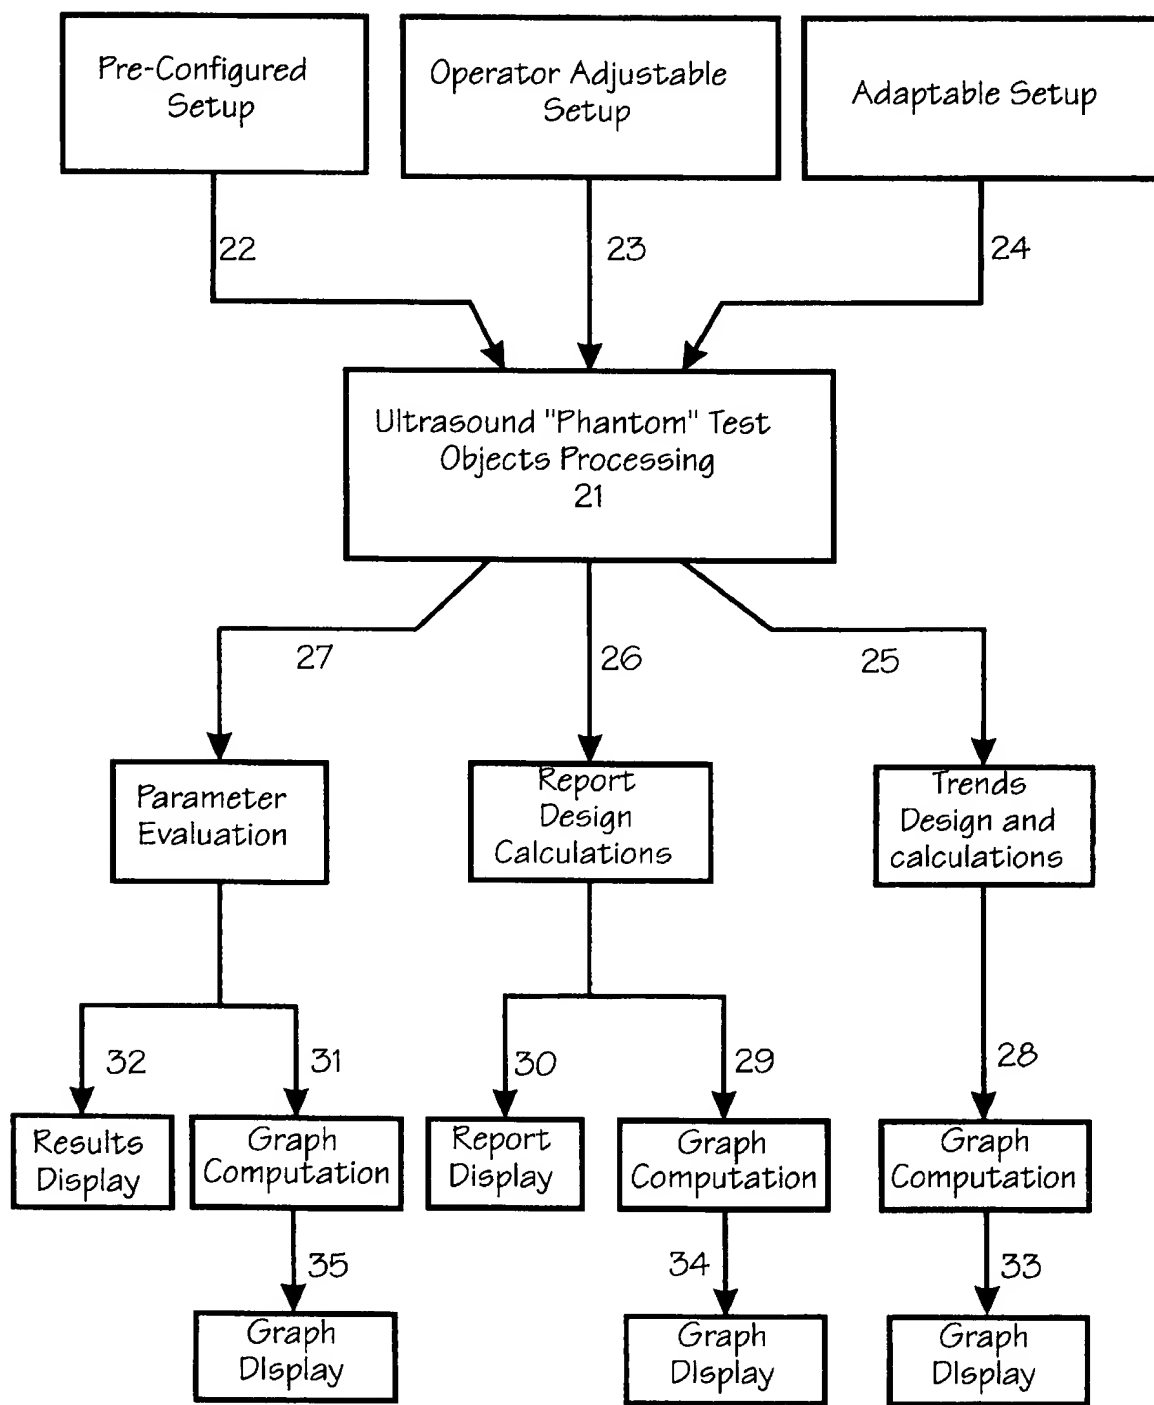 Pre-Configured
Setup
Operator Adjustable
Setup
Adaptable Setup
22
23
24
Ultrasound "Phantom" Test
Objects Processing
21
27
26
25
Parameter
Evaluation
Report
Design
Calculations
Trends
Design and
calculations
32
31
30
29
28
Results
Display
Graph
Computation
Report
Display
Graph
Computation
Graph
Computation
35
34
33
Graph
DIsplay
Graph
DIsplay
Graph
DIsplay